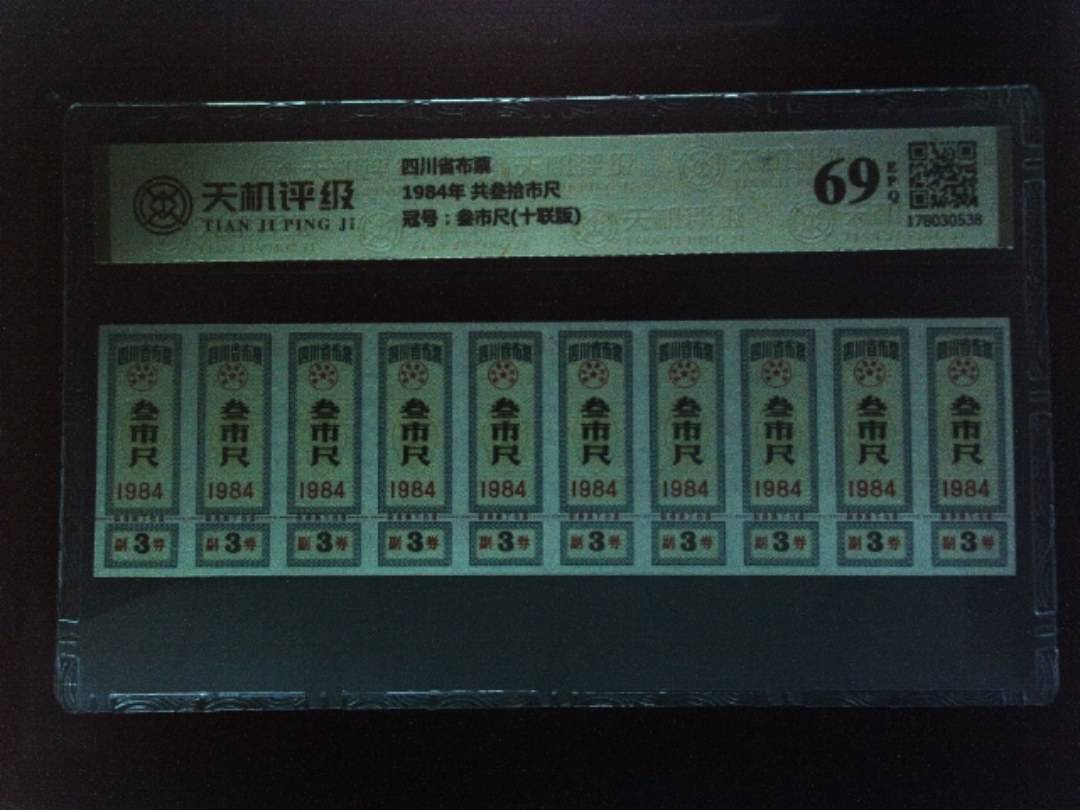 天机评级
TIAN JI PING JI
四川省布票
1984年 共叁拾市尺
冠号：叁市尺(十联版)
69
EPQ
178030538
四川省布票 四川省布票 四川省布票 四川省布票 四川省布票 四川省布票 四川省布票 四川省布票 四川省布票 四川省布票
叁市尺 叁市尺 叁市尺 叁市尺 叁市尺 叁市尺 叁市尺 叁市尺 叁市尺 叁市尺
1984 1984 1984 1984 1984 1984 1984 1984 1984 1984
副3券 副3券 副3券 副3券 副3券 副3券 副3券 副3券 副3券 副3券